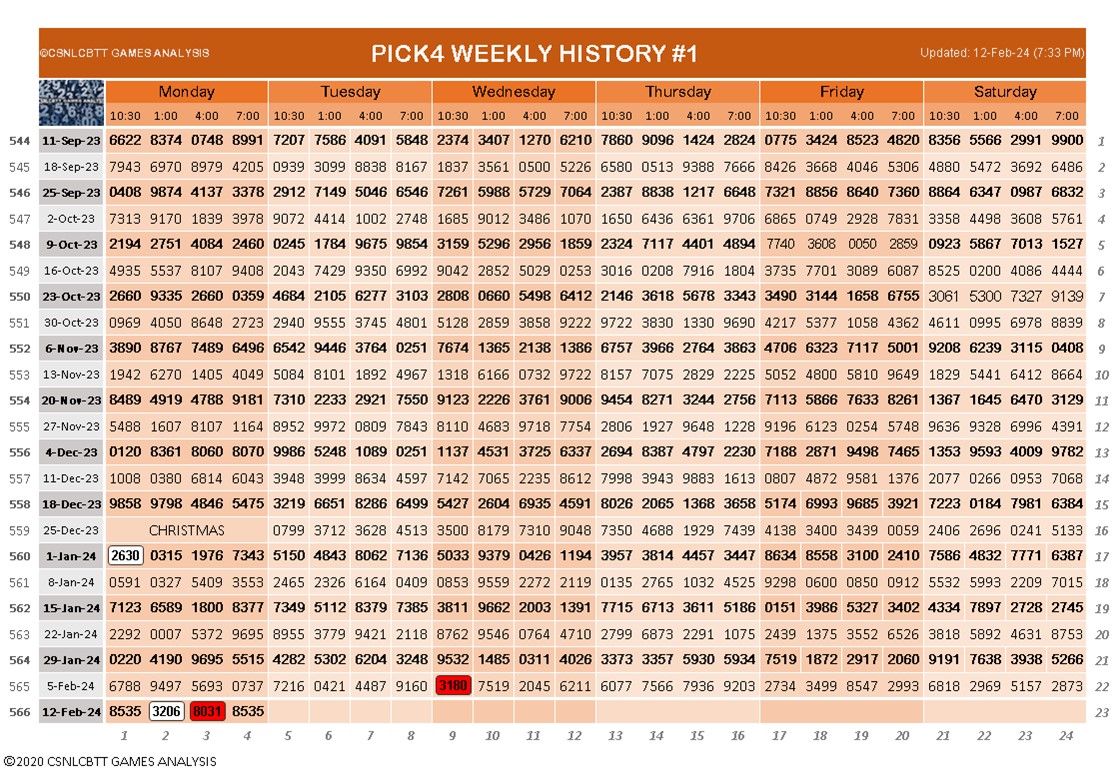 ©CSNLCBTT GAMES ANALYSIS PICK4 WEEKLY HISTORY #1 Updated: 12-Feb-24 (7:33 PM)
Monday Tuesday Wednesday Thursday Friday Saturday
10:30 1:00 4:00 7:00 10:30 1:00 4:00 7:00 10:30 1:00 4:00 7:00 10:30 1:00 4:00 7:00 10:30 1:00 4:00 7:00 10:30 1:00 4:00 7:00
544 11-Sep-23 6622 8374 0748 8991 7207 7586 4091 5848 2374 3407 1270 6210 7860 9096 1424 2824 0775 3424 8523 4820 8356 5566 2991 9900 1
545 18-Sep-23 7943 6970 8979 4205 0939 3099 8838 8167 1837 3561 0500 5226 6580 0513 9388 7666 8426 3668 4046 5306 4880 5472 3692 6486 2
546 25-Sep-23 0408 9874 4137 3378 2912 7149 5046 6546 7261 5988 5729 7064 2387 8838 1217 6648 7321 8856 8640 7360 8864 6347 0987 6832 3
547 2-Oct-23 7313 9170 1839 3978 9072 4414 1002 2748 1685 9012 3486 1070 1650 6436 6361 9706 6865 0749 2928 7831 3358 4498 3608 5761 4
548 9-Oct-23 2194 2751 4084 2460 0245 1784 9675 9854 3159 5296 2956 1859 2324 7117 4401 4894 7740 3608 0050 2859 0923 5867 7013 1527 5
549 16-Oct-23 4935 5537 8107 9408 2043 7429 9350 6992 9042 2852 5029 0253 3016 0208 7916 1804 3735 7701 3089 6087 8525 0200 4086 4444 6
550 23-Oct-23 2660 9335 2660 0359 4684 2105 6277 3103 2808 0660 5498 6412 2146 3618 5678 3343 3490 3144 1658 6755 3061 5300 7327 9139 7
551 30-Oct-23 0969 4050 8648 2723 2940 9555 3745 4801 5128 2859 3858 9222 9722 3830 1330 9690 4217 5377 1058 4362 4611 0995 6978 8839 8
552 6-Nov-23 3890 8767 7489 6496 6542 9446 3764 0251 7674 1365 2138 1386 6757 3966 2764 3863 4706 6323 7117 5001 9208 6239 3115 0408 9
553 13-Nov-23 1942 6270 1405 4049 5084 8101 1892 4967 1318 6166 0732 9722 8157 7075 2829 2225 5052 4800 5810 9649 1829 5441 6412 8664 10
554 20-Nov-23 8489 4919 4788 9181 7310 2233 2921 7550 9123 2226 3761 9006 9454 8271 3244 2756 7113 5866 7633 8261 1367 1645 6470 3129 11
555 27-Nov-23 5488 1607 8107 1164 8952 9972 0809 7843 8110 4683 9718 7754 2806 1927 9648 1228 9196 6123 0254 5748 9636 9328 6996 4391 12
556 4-Dec-23 0120 8361 8060 8070 9986 5248 1089 0251 1137 4531 3725 6337 2694 8387 4797 2230 7188 2871 9498 7465 1353 9593 4009 9782 13
557 11-Dec-23 1008 0380 6814 6043 3948 3999 8634 4597 7142 7065 2235 8612 7998 3943 9883 1613 0807 4872 9581 1376 2077 0266 0953 7068 14
558 18-Dec-23 9858 9798 4846 5475 3219 6651 8286 6499 5427 2604 6935 4591 8026 2065 1368 3658 5174 6993 9685 3921 7223 0184 7981 6384 15
559 25-Dec-23 CHRISTMAS 0799 3712 3628 4513 3500 8179 7310 9048 7350 4688 1929 7439 4138 3400 3439 0059 2406 2696 0241 5133 16
560 1-Jan-24 2630 0315 1976 7343 5150 4843 8062 7136 5033 9379 0426 1194 3957 3814 4457 3447 8634 8558 3100 2410 7586 4832 7771 6387 17
561 8-Jan-24 0591 0327 5409 3553 2465 2326 6164 0409 0853 9559 2272 2119 0135 2765 1032 4525 9298 0600 0850 0912 5532 5993 2209 7015 18
562 15-Jan-24 7123 6589 1800 8377 7349 5112 8379 7385 3811 9662 2003 1391 7715 6713 3611 5186 0151 3986 5327 3402 4334 7897 2728 2745 19
563 22-Jan-24 2292 0007 5372 9695 8955 3779 9421 2118 8762 9546 0764 4710 2799 6873 2291 1075 2439 1375 3552 6526 3818 5892 4631 8753 20
564 29-Jan-24 0220 4190 9695 5515 4282 5302 6204 3248 9532 1485 0311 4026 3373 3357 5930 5934 7519 1872 2917 2060 9191 7638 3938 5266 21
565 5-Feb-24 6788 9497 5693 0737 7216 0421 4487 9160 3180 7519 2045 6211 6077 7566 7936 9203 2734 3499 8547 2993 6818 2969 5157 2873 22
566 12-Feb-24 8535 3206 8031 8535 23
1 2 3 4 5 6 7 8 9 10 11 12 13 14 15 16 17 18 19 20 21 22 23 24
©2020 CSNLCBTT GAMES ANALYSIS